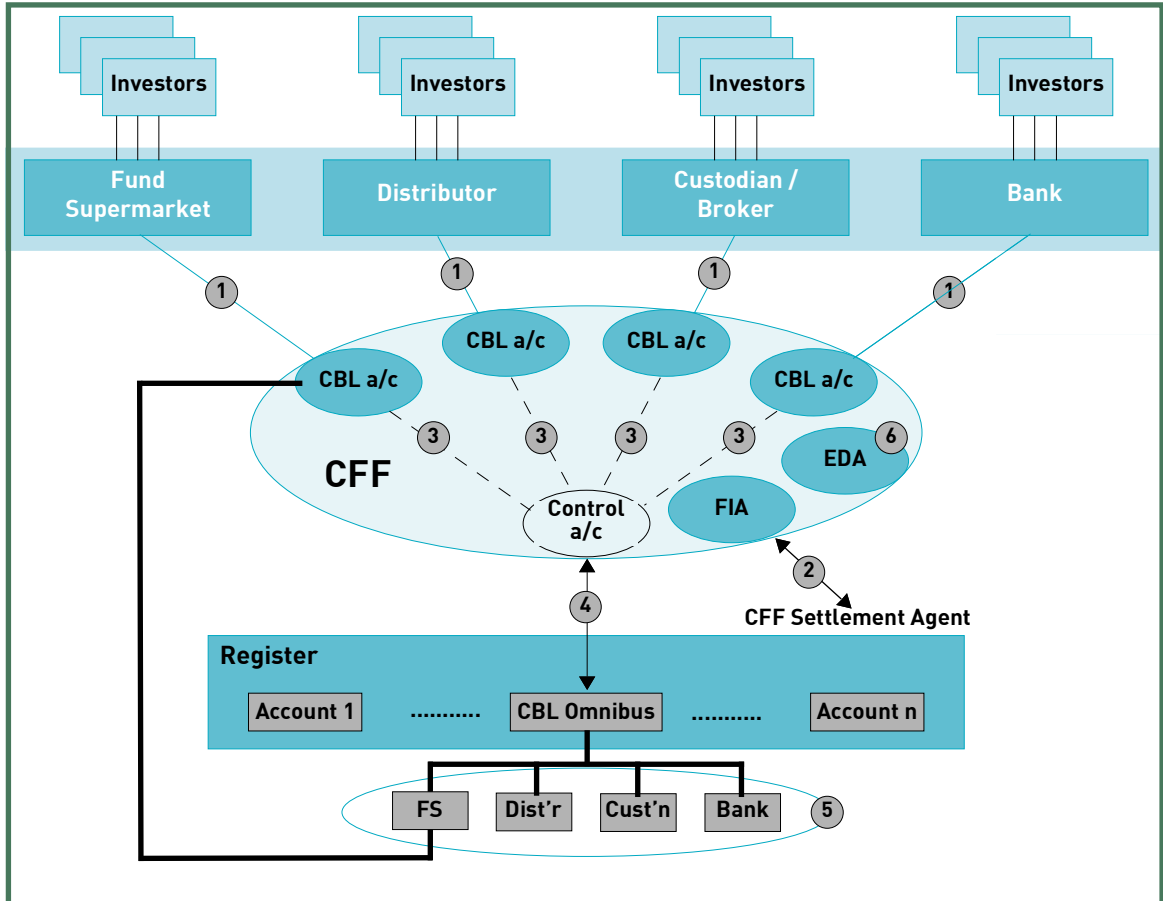 Investors
Investors
Investors
Investors
Fund
Supermarket
Distributor
Custodian /
Broker
Bank
1
1
1
1
CBL a/c
CBL a/c
CBL a/c
CBL a/c
3
3
3
3
6
EDA
CFF
FIA
Control
a/c
2
4
CFF Settlement Agent
Register
Account 1
...........
CBL Omnibus
...........
Account n
FS
Dist’r
Cust’n
Bank
5